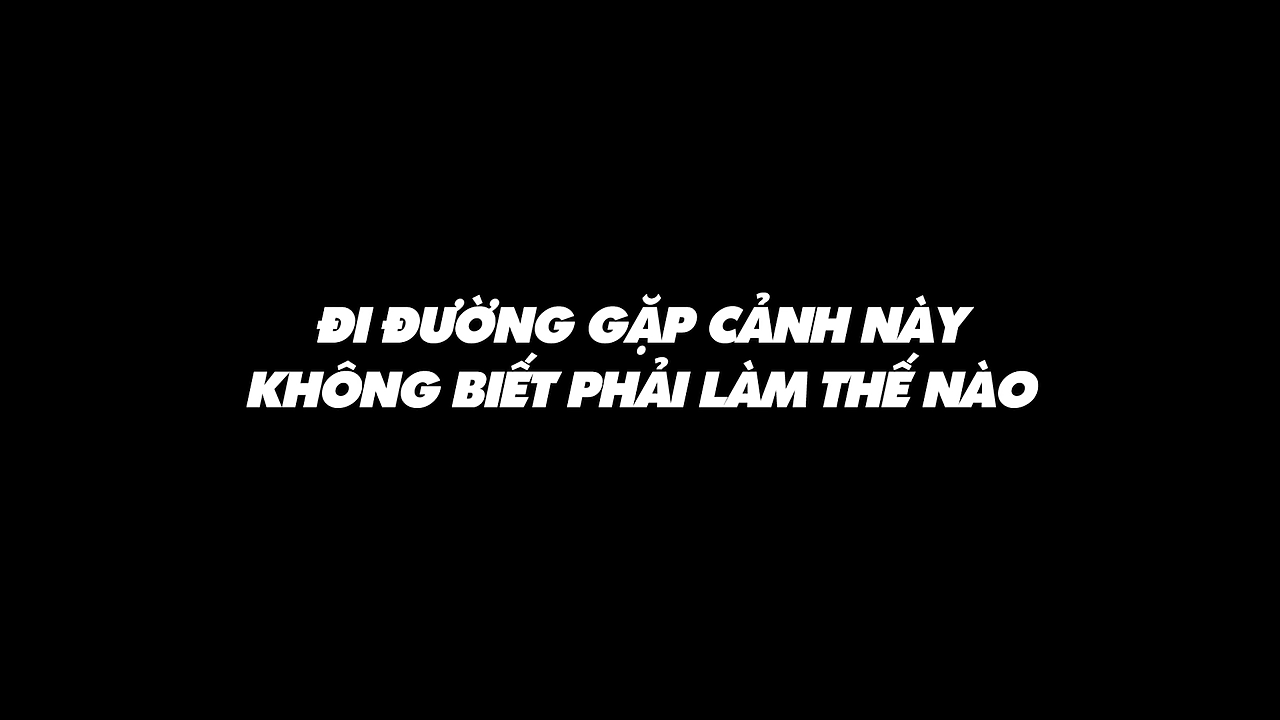 ĐI ĐƯỜNG GẶP CẢNH NÀY
KHÔNG BIẾT PHẢI LÀM THẾ NÀO